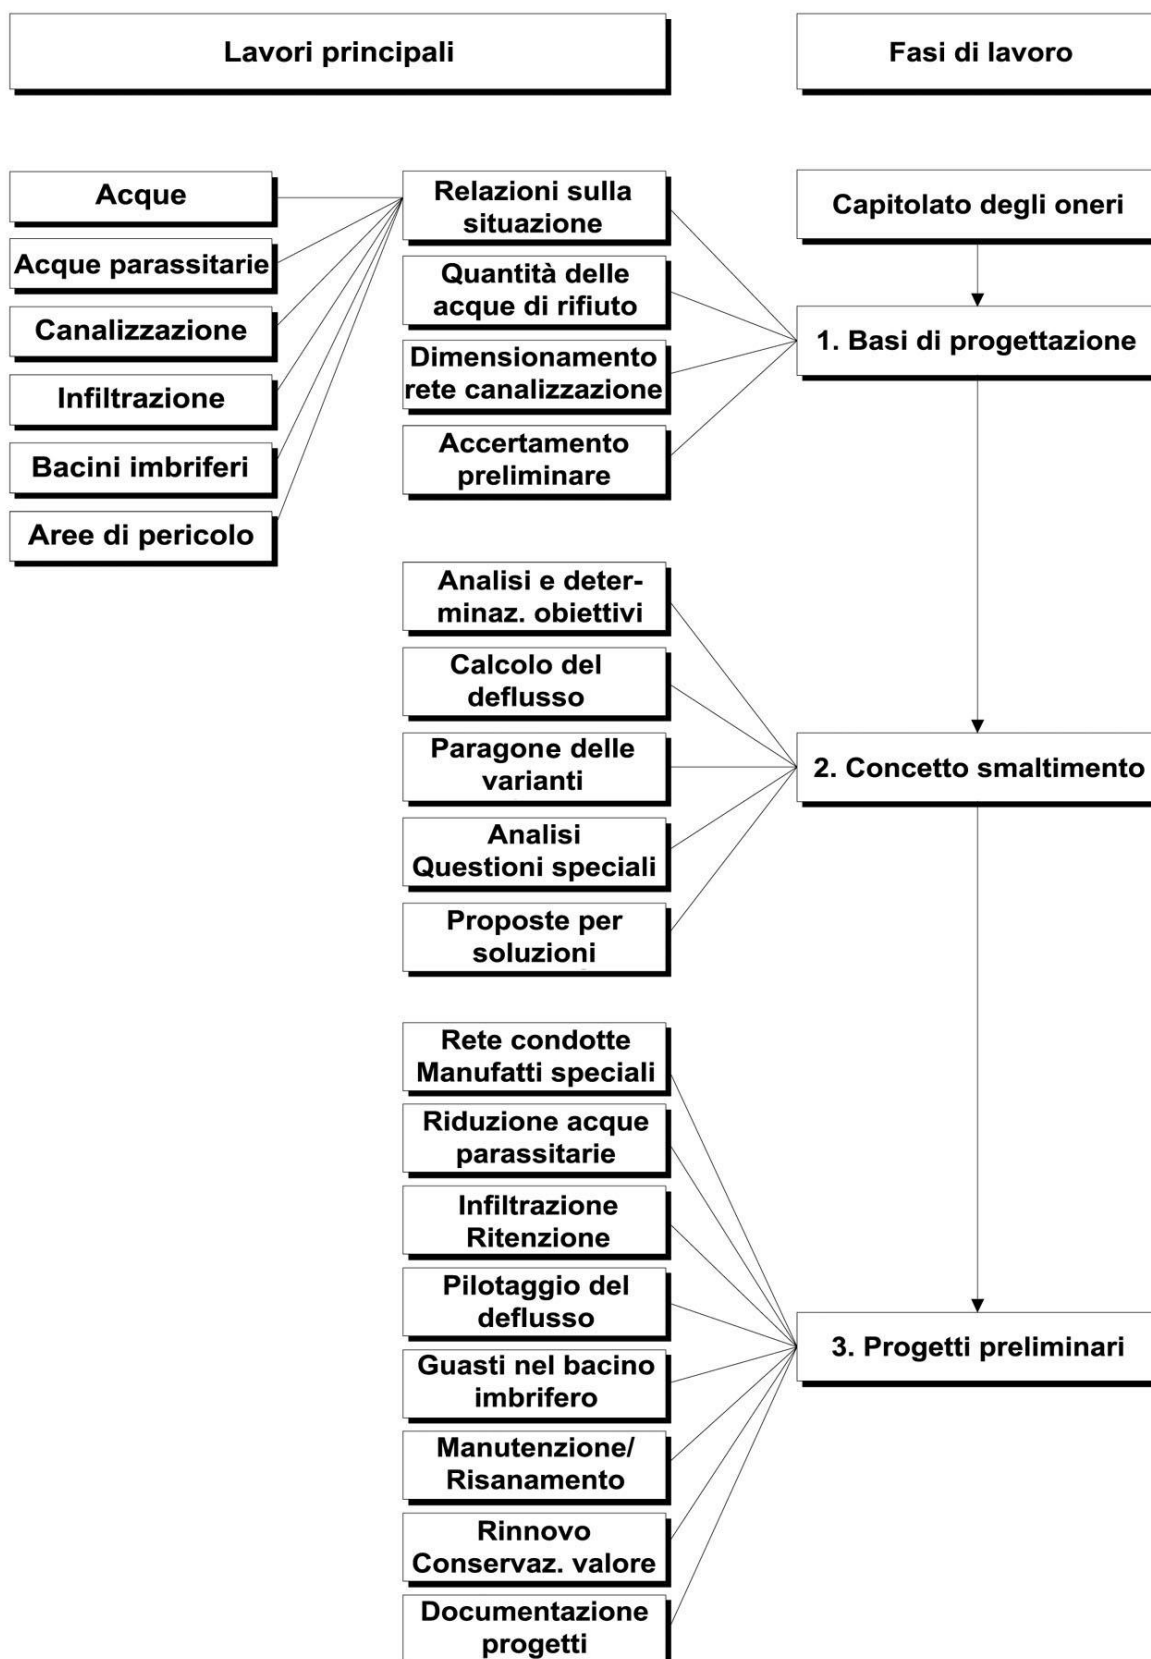 Lavori principali
Fasi di lavoro
Acque
Acque parassitarie
Canalizzazione
Infiltrazione
Bacini imbriferi
Aree di pericolo
Relazioni sulla
situazione
Quantità delle
acque di rifiuto
Dimensionamento
rete canalizzazione
Accertamento
preliminare
Capitolato degli oneri
1. Basi di progettazione
Analisi e deter-
minaz. obiettivi
Calcolo del
deflusso
Paragone delle
varianti
Analisi
Questioni speciali
Proposte per
soluzioni
2. Concetto smaltimento
Rete condotte
Manufatti speciali
Riduzione acque
parassitarie
Infiltrazione
Ritenzione
Pilotaggio del
deflusso
Guasti nel bacino
imbrifero
Manutenzione/
Risanamento
Rinnovo
Conservaz. valore
Documentazione
progetti
3. Progetti preliminari